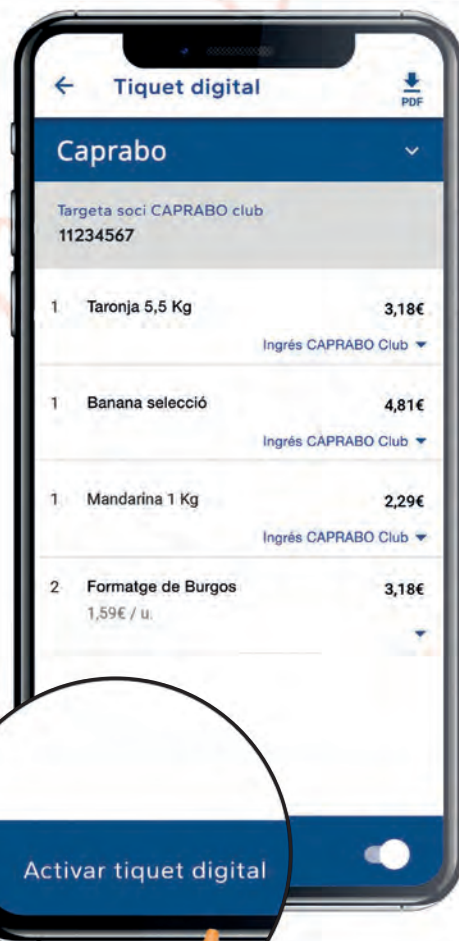 Tiquet digital
PDF
Caprabo
Targeta soci CAPRABO club
11234567
1 Taronja 5,5 Kg 3,18€
Ingrés CAPRABO Club
1 Banana selecció 4,81€
Ingrés CAPRABO Club
1 Mandarina 1 Kg 2,29€
Ingrés CAPRABO Club
2 Formatge de Burgos 3,18€
1,59€ / u.
Activar tiquet digital